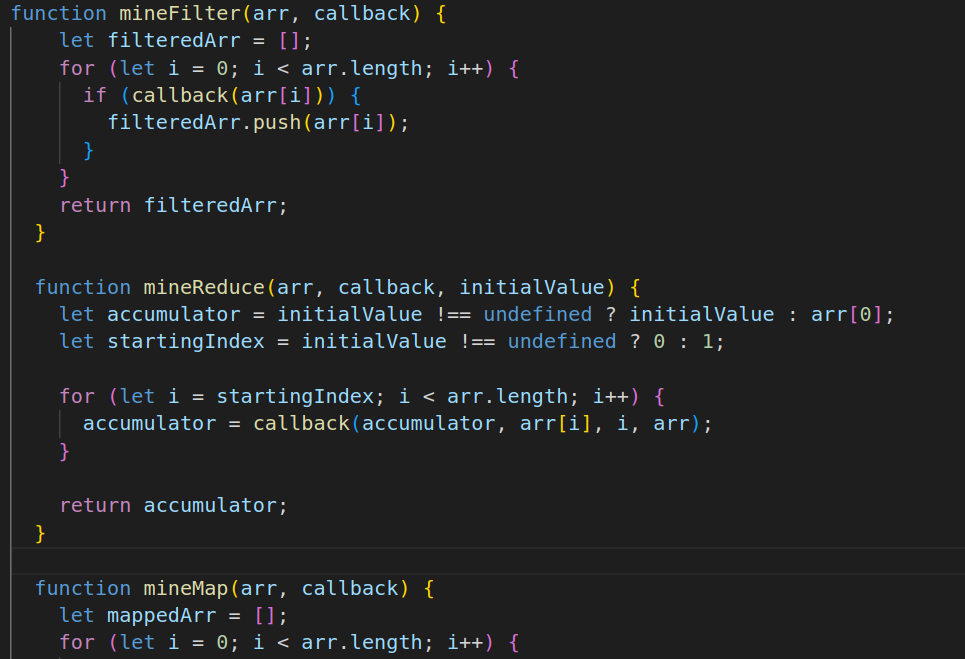 function mineFilter(arr, callback) {
    let filteredArr = [];
    for (let i = 0; i < arr.length; i++) {
      if (callback(arr[i])) {
        filteredArr.push(arr[i]);
      }
    }
    return filteredArr;
  }

  function mineReduce(arr, callback, initialValue) {
    let accumulator = initialValue !== undefined ? initialValue : arr[0];
    let startingIndex = initialValue !== undefined ? 0 : 1;

    for (let i = startingIndex; i < arr.length; i++) {
      accumulator = callback(accumulator, arr[i], i, arr);
    }

    return accumulator;
  }

  function mineMap(arr, callback) {
    let mappedArr = [];
    for (let i = 0; i < arr.length; i++) {